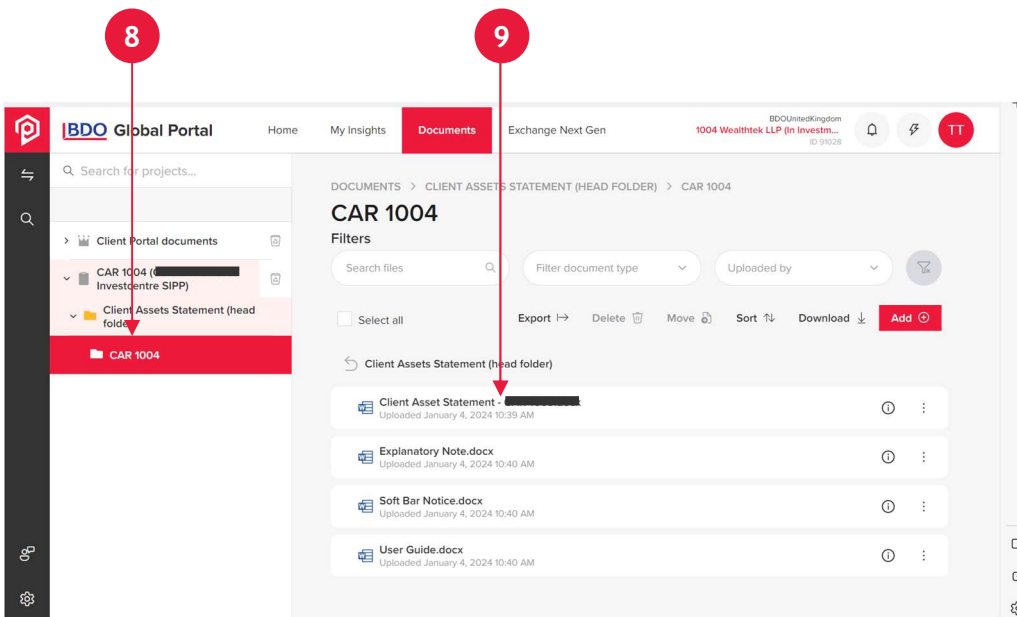 8
9
BDO Global Portal
Home
My Insights
Documents
Exchange Next Gen
BDOUnitedKingdom
1004 Wealthtek LLP (In Investm...
ID 91028
TT
Search for projects...
Client Portal documents
CAR 1004 (
Investcentre SIPP)
Client Assets Statement (head
folder
CAR 1004
DOCUMENTS > CLIENT ASSETS STATEMENT (HEAD FOLDER) > CAR 1004
CAR 1004
Filters
Search files
Filter document type
Uploaded by
Select all
Export
Delete
Move
Sort
Download
Add
Client Assets Statement (head folder)
Client Asset Statement -
Uploaded January 4, 2024 10:39 AM
Explanatory Note.docx
Uploaded January 4, 2024 10:40 AM
Soft Bar Notice.docx
Uploaded January 4, 2024 10:40 AM
User Guide.docx
Uploaded January 4, 2024 10:40 AM